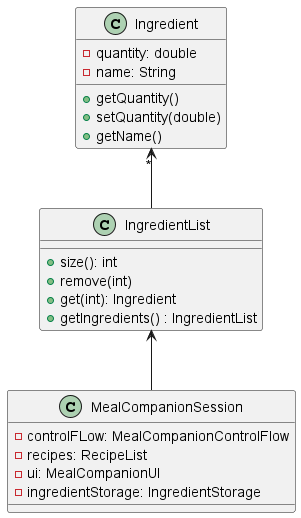 C Ingredient
quantity: double
name: String
getQuantity()
setQuantity(double)
getName()
*
C IngredientList
size(): int
remove(int)
get(int): Ingredient
getIngredients() : IngredientList
C MealCompanionSession
controlFLow: MealCompanionControlFlow
recipes: RecipeList
ui: MealCompanionUI
ingredientStorage: IngredientStorage